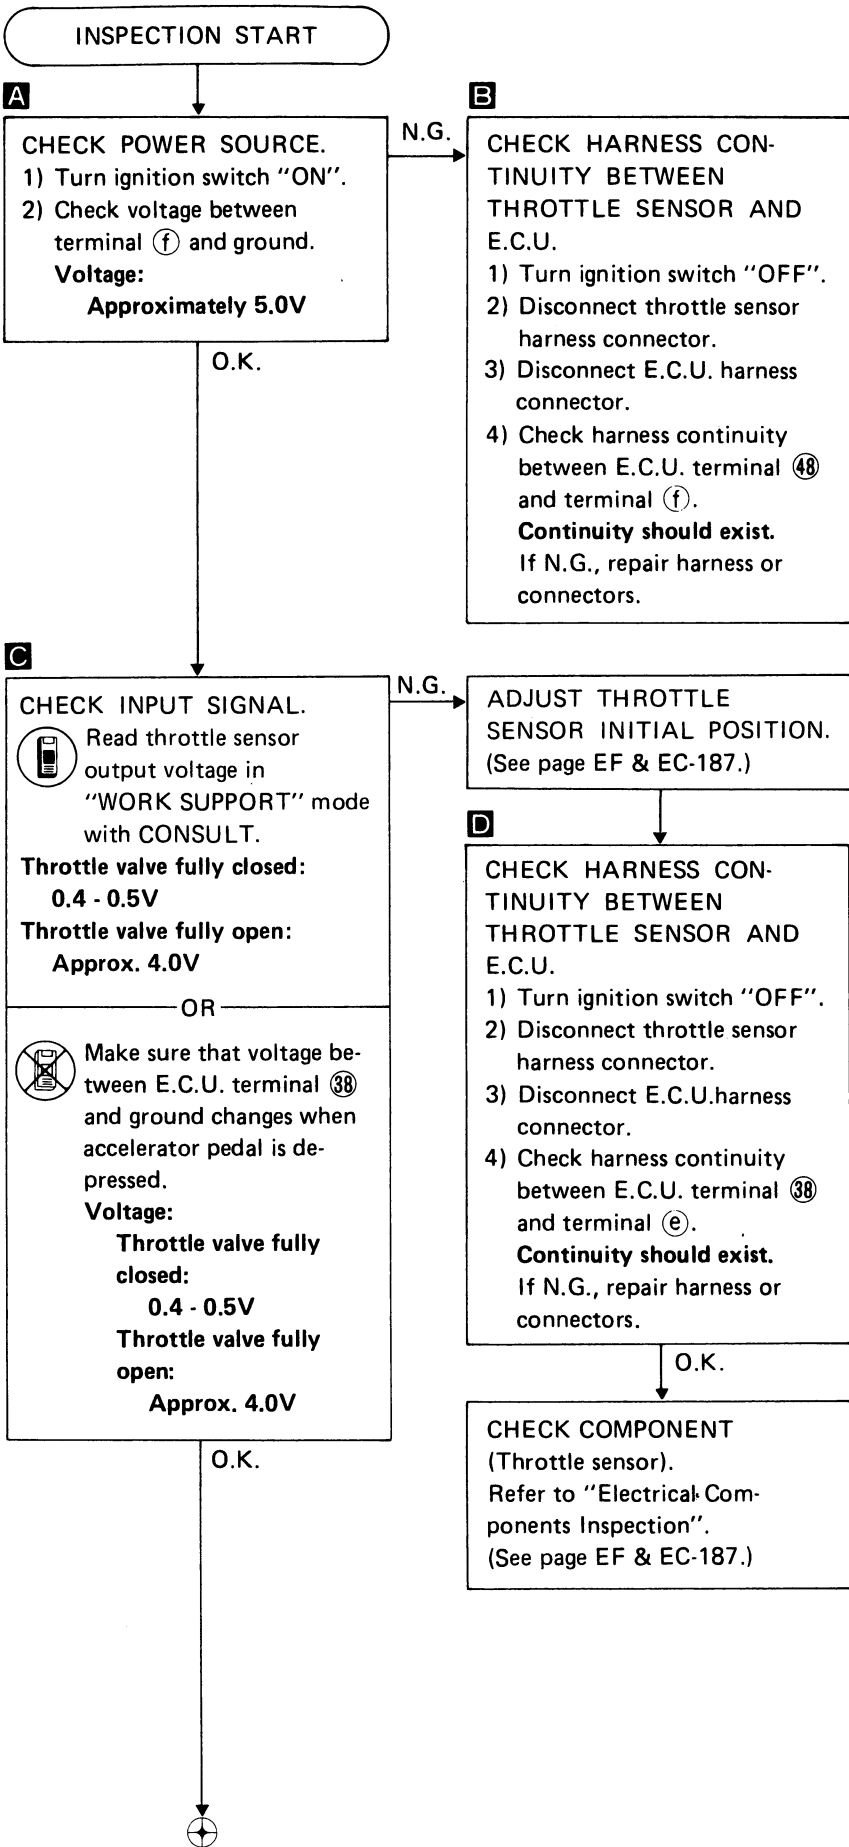 INSPECTION START
A
CHECK POWER SOURCE.
1) Turn ignition switch "ON".
2) Check voltage between
terminal ⓕ and ground.
Voltage:
Approximately 5.0V
N.G.
O.K.
B
CHECK HARNESS CON-
TINUITY BETWEEN
THROTTLE SENSOR AND
E.C.U.
1) Turn ignition switch "OFF".
2) Disconnect throttle sensor
harness connector.
3) Disconnect E.C.U. harness
connector.
4) Check harness continuity
between E.C.U. terminal ㊽
and terminal ⓕ.
Continuity should exist.
If N.G., repair harness or
connectors.
C
CHECK INPUT SIGNAL.
Read throttle sensor
output voltage in
"WORK SUPPORT" mode
with CONSULT.
Throttle valve fully closed:
0.4 - 0.5V
Throttle valve fully open:
Approx. 4.0V
OR
Make sure that voltage be-
tween E.C.U. terminal ㊳
and ground changes when
accelerator pedal is de-
pressed.
Voltage:
Throttle valve fully
closed:
0.4 - 0.5V
Throttle valve fully
open:
Approx. 4.0V
N.G.
O.K.
ADJUST THROTTLE
SENSOR INITIAL POSITION.
(See page EF & EC-187.)
D
CHECK HARNESS CON-
TINUITY BETWEEN
THROTTLE SENSOR AND
E.C.U.
1) Turn ignition switch "OFF".
2) Disconnect throttle sensor
harness connector.
3) Disconnect E.C.U.harness
connector.
4) Check harness continuity
between E.C.U. terminal ㊳
and terminal ⓔ.
Continuity should exist.
If N.G., repair harness or
connectors.
O.K.
CHECK COMPONENT
(Throttle sensor).
Refer to "Electrical Com-
ponents Inspection".
(See page EF & EC-187.)